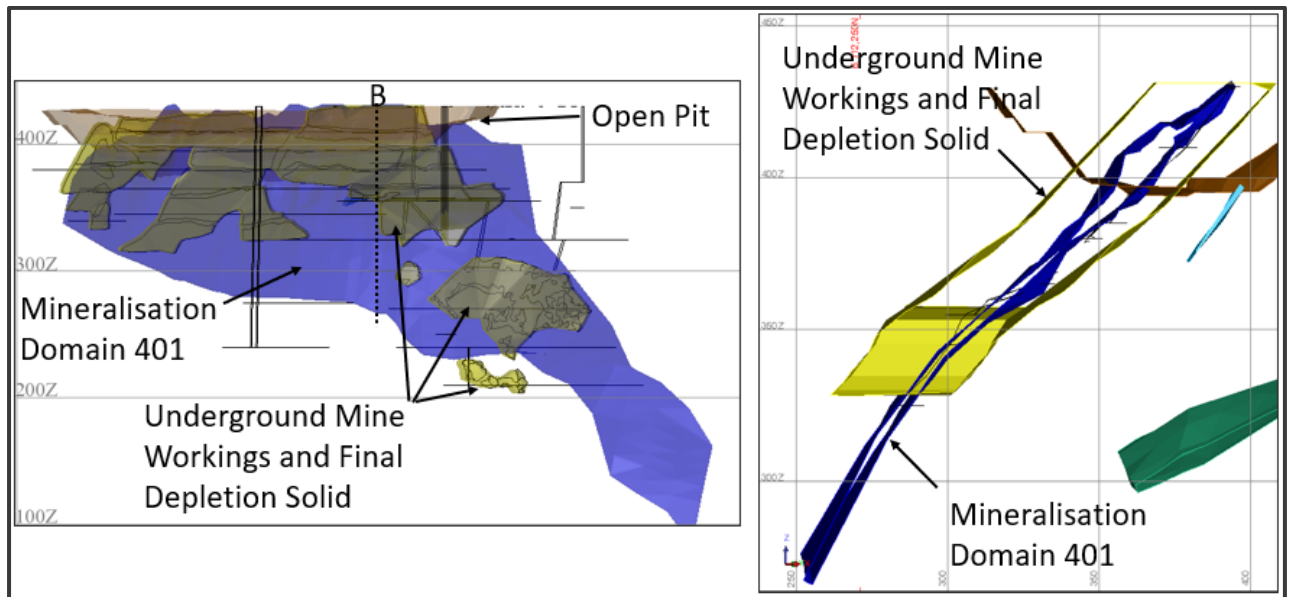 B
Open Pit
400Z
300Z
Mineralisation
Domain 401
200Z
Underground Mine
Workings and Final
Depletion Solid
100Z
450Z
Underground Mine
Workings and Final
Depletion Solid
400Z
350Z
300Z
Mineralisation
Domain 401
Z
250
300
350
400